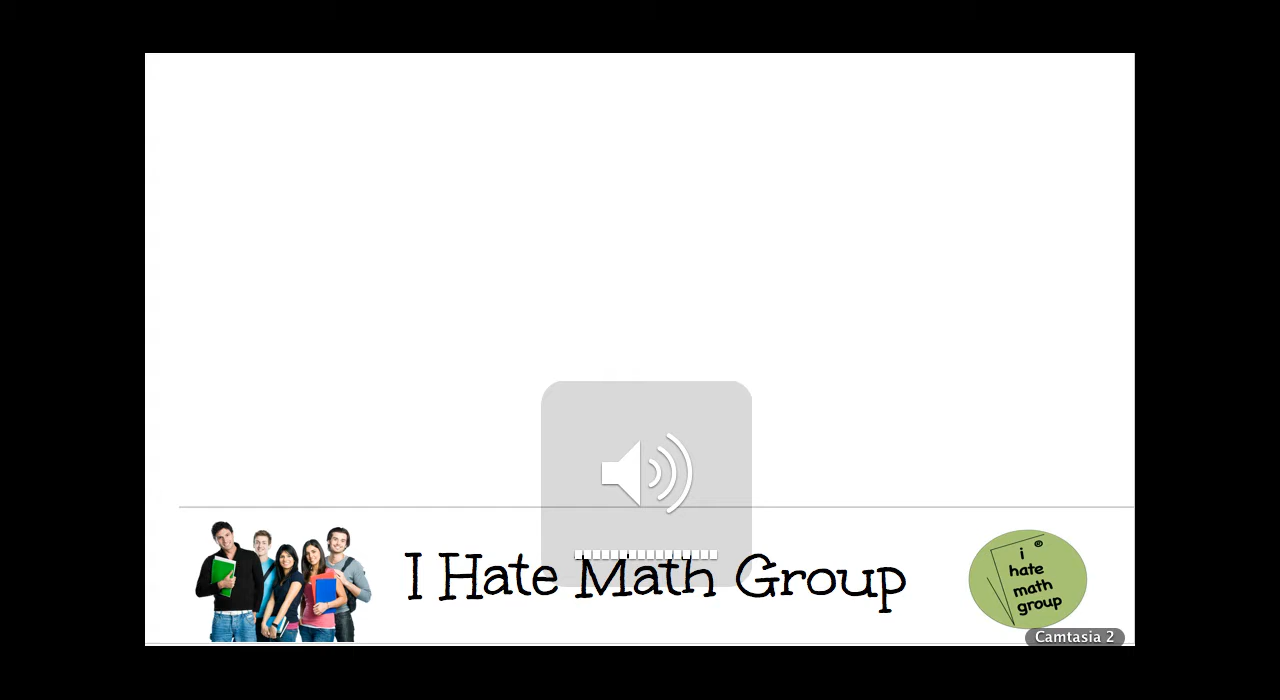 I Hate Math Group
i ®
hate
math
group
Camtasia 2